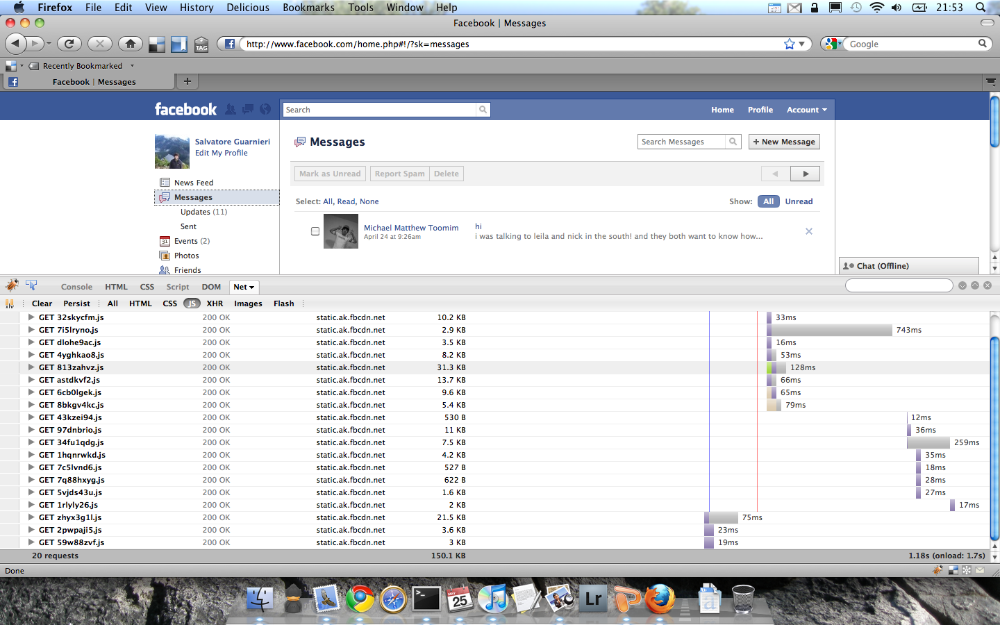 Firefox File Edit View History Delicious Bookmarks Tools Window Help 21:53
Facebook | Messages
TAG http://www.facebook.com/home.php#!/?sk=messages Google
Recently Bookmarked
Facebook | Messages +
facebook Search Home Profile Account
Salvatore Guarnieri
Edit My Profile
Messages Search Messages + New Message
News Feed
Messages
Updates (11)
Sent
Events (2)
Photos
Friends
Mark as Unread Report Spam Delete
Select: All, Read, None Show: All Unread
Michael Matthew Toomim hi
April 24 at 9:26am i was talking to leila and nick in the south! and they both want to know how...
Chat (Offline)
Console HTML CSS Script DOM Net
xhr Clear Persist All HTML CSS JS XHR Images Flash
GET 32skycfm.js 200 OK static.ak.fbcdn.net 10.2 KB 33ms
GET 7i5lryno.js 200 OK static.ak.fbcdn.net 2.9 KB 743ms
GET dlohe9ac.js 200 OK static.ak.fbcdn.net 3.5 KB 16ms
GET 4yghkao8.js 200 OK static.ak.fbcdn.net 8.2 KB 53ms
GET 813zahvz.js 200 OK static.ak.fbcdn.net 31.3 KB 128ms
GET astdkvf2.js 200 OK static.ak.fbcdn.net 13.7 KB 66ms
GET 6cb0lgek.js 200 OK static.ak.fbcdn.net 9.6 KB 65ms
GET 8bkgv4kc.js 200 OK static.ak.fbcdn.net 5.4 KB 79ms
GET 43kzei94.js 200 OK static.ak.fbcdn.net 530 B 12ms
GET 97dnbrio.js 200 OK static.ak.fbcdn.net 11 KB 36ms
GET 34fu1qdg.js 200 OK static.ak.fbcdn.net 7.5 KB 259ms
GET 1hqnrwkd.js 200 OK static.ak.fbcdn.net 4.2 KB 35ms
GET 7c5lvnd6.js 200 OK static.ak.fbcdn.net 527 B 18ms
GET 7q88hxyg.js 200 OK static.ak.fbcdn.net 622 B 28ms
GET 5vjds43u.js 200 OK static.ak.fbcdn.net 1.6 KB 27ms
GET 1rlyly26.js 200 OK static.ak.fbcdn.net 2 KB 17ms
GET zhyx3g1l.js 200 OK static.ak.fbcdn.net 21.5 KB 75ms
GET 2pwpaji5.js 200 OK static.ak.fbcdn.net 3.6 KB 23ms
GET 59w88zvf.js 200 OK static.ak.fbcdn.net 3 KB 19ms
20 requests 150.1 KB 1.18s (onload: 1.7s)
Done
MAY 25 Lr